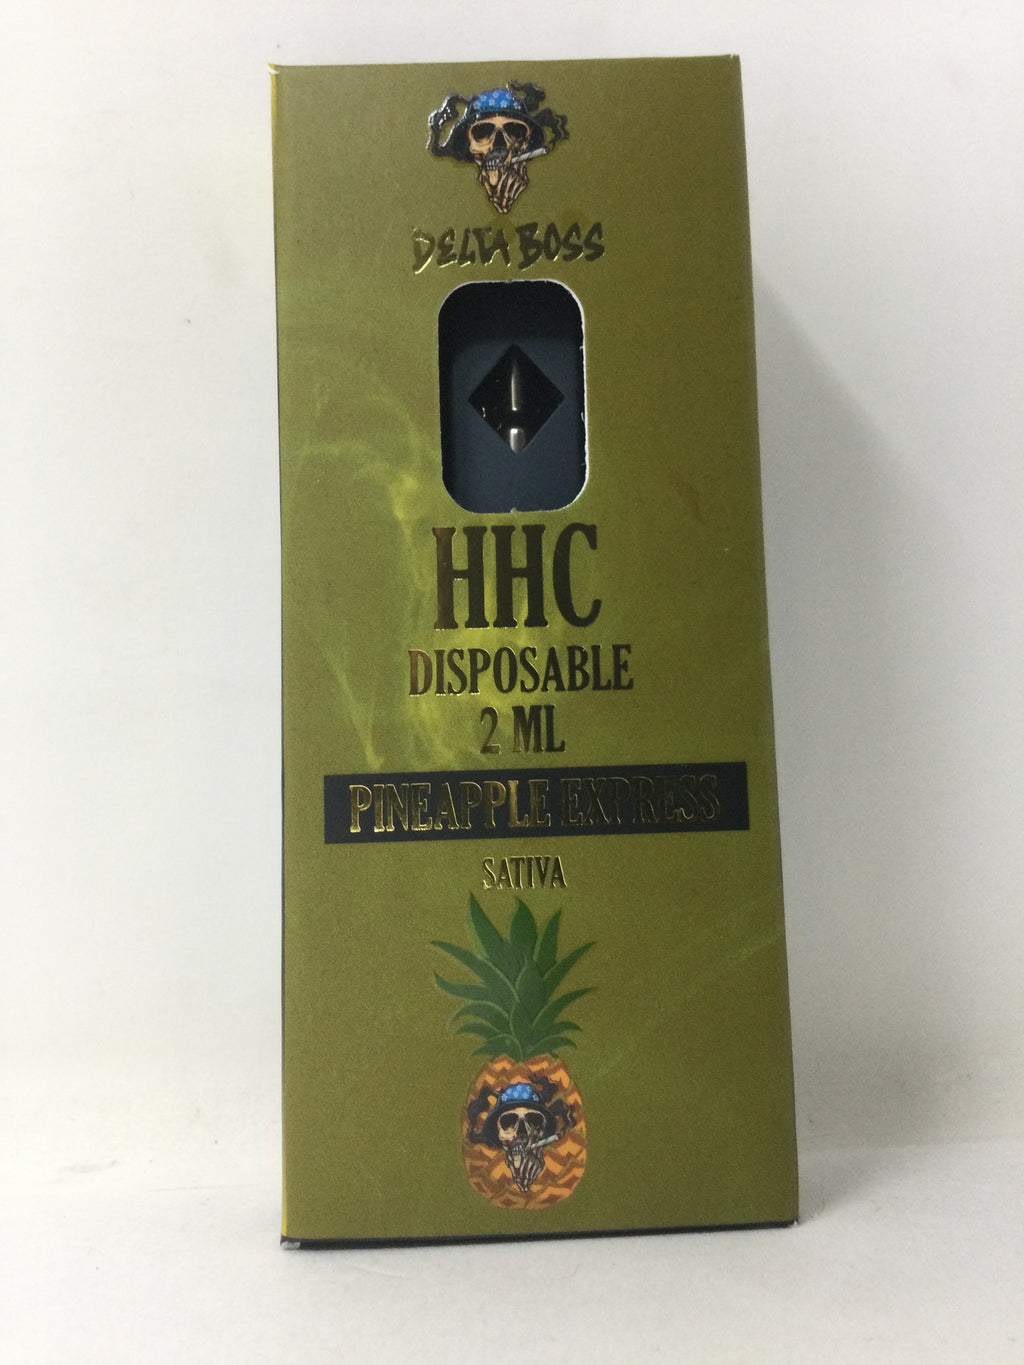 DELTA BOSS
HHC
DISPOSABLE
2 ML
PINEAPPLE EXPRESS
SATIVA